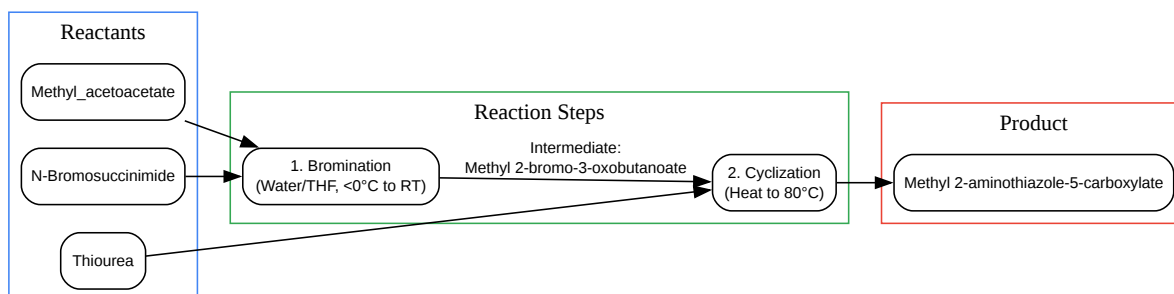 Reactants
Methyl_acetoacetate
N-Bromosuccinimide
Thiourea
Reaction Steps
1. Bromination
(Water/THF, <0°C to RT)
Intermediate:
Methyl 2-bromo-3-oxobutanoate
2. Cyclization
(Heat to 80°C)
Product
Methyl 2-aminothiazole-5-carboxylate